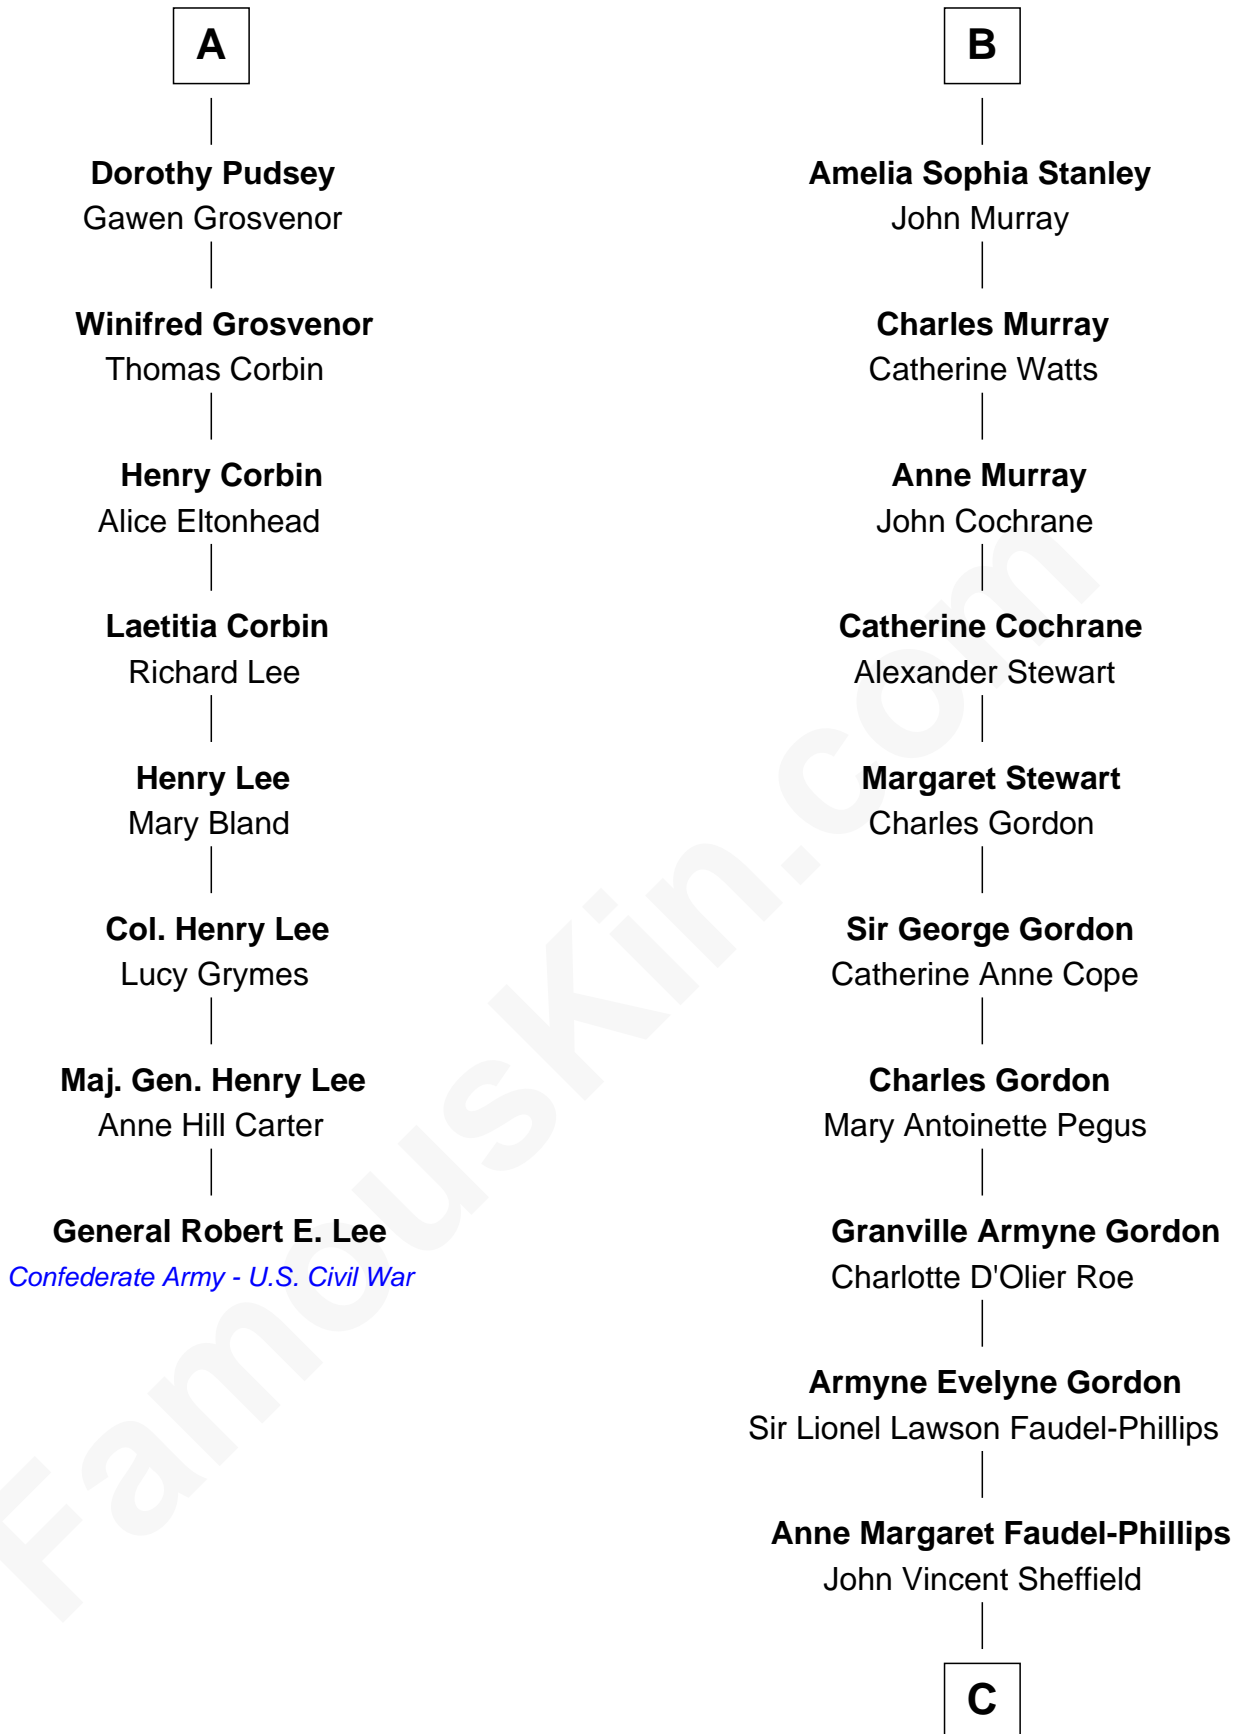 A
Dorothy Pudsey
Gawen Grosvenor
Winifred Grosvenor
Thomas Corbin
Henry Corbin
Alice Eltonhead
Laetitia Corbin
Richard Lee
Henry Lee
Mary Bland
Col. Henry Lee
Lucy Grymes
Maj. Gen. Henry Lee
Anne Hill Carter
General Robert E. Lee
Confederate Army - U.S. Civil War
B
Amelia Sophia Stanley
John Murray
Charles Murray
Catherine Watts
Anne Murray
John Cochrane
Catherine Cochrane
Alexander Stewart
Margaret Stewart
Charles Gordon
Sir George Gordon
Catherine Anne Cope
Charles Gordon
Mary Antoinette Pegus
Granville Armyne Gordon
Charlotte D'Olier Roe
Armyne Evelyne Gordon
Sir Lionel Lawson Faudel-Phillips
Anne Margaret Faudel-Phillips
John Vincent Sheffield
C
FamousKin.com